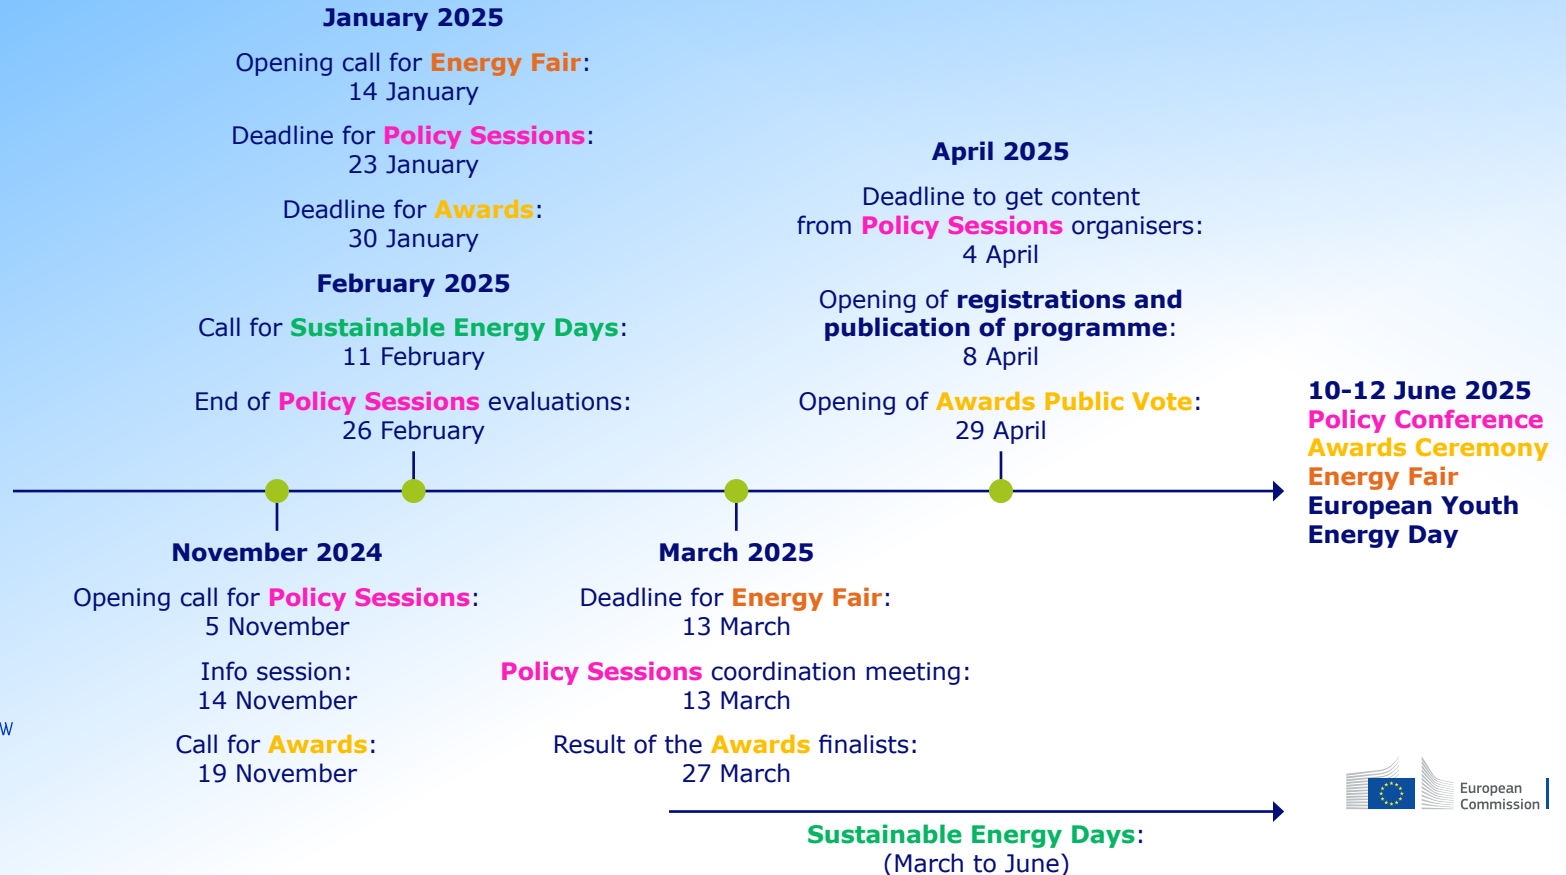 January 2025
Opening call for Energy Fair:
14 January
Deadline for Policy Sessions:
23 January
Deadline for Awards:
30 January
February 2025
Call for Sustainable Energy Days:
11 February
End of Policy Sessions evaluations:
26 February
April 2025
Deadline to get content
from Policy Sessions organisers:
4 April
Opening of registrations and
publication of programme:
8 April
Opening of Awards Public Vote:
29 April
10-12 June 2025
Policy Conference
Awards Ceremony
Energy Fair
European Youth
Energy Day
November 2024
Opening call for Policy Sessions:
5 November
Info session:
14 November
Call for Awards:
19 November
March 2025
Deadline for Energy Fair:
13 March
Policy Sessions coordination meeting:
13 March
Result of the Awards finalists:
27 March
Sustainable Energy Days:
(March to June)
W
European
Commission